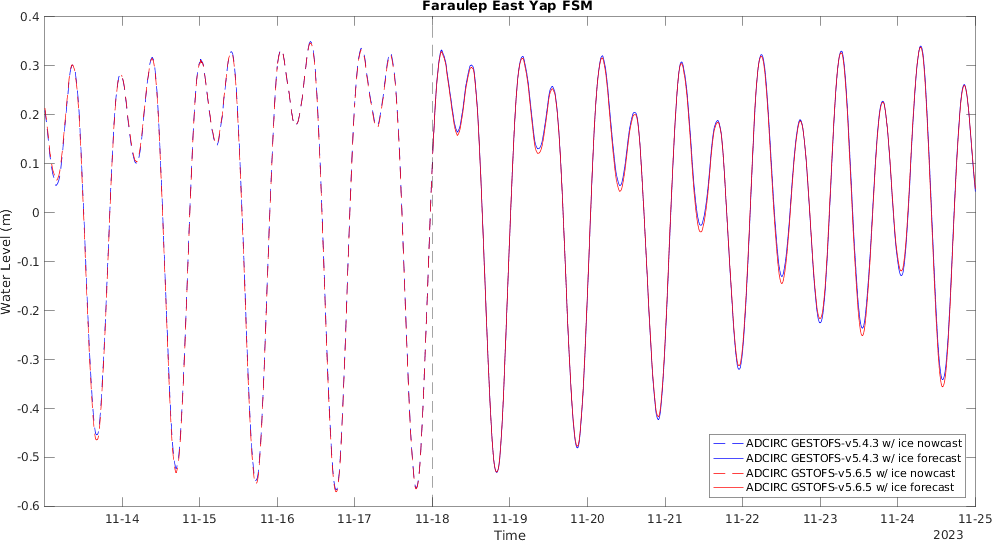 Faraulep East Yap FSM
0.4
0.3
0.2
0.1
0
-0.1
-0.2
-0.3
-0.4
-0.5
-0.6
Water Level (m)
ADCIRC GESTOFS-v5.4.3 w/ ice nowcast
ADCIRC GESTOFS-v5.4.3 w/ ice forecast
ADCIRC GSTOFS-v5.6.5 w/ ice nowcast
ADCIRC GSTOFS-v5.6.5 w/ ice forecast
11-14 11-15 11-16 11-17 11-18 11-19 11-20 11-21 11-22 11-23 11-24 11-25
Time
2023